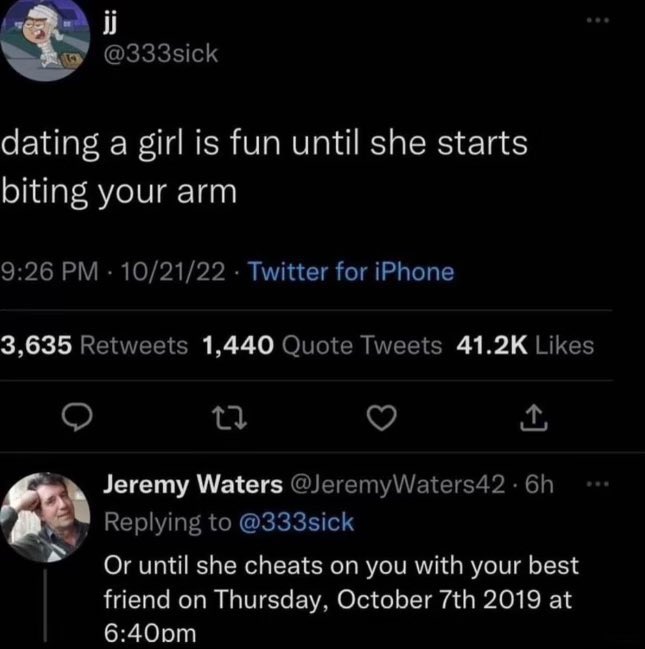 jj
@333sick
dating a girl is fun until she starts
biting your arm
9:26 PM · 10/21/22 · Twitter for iPhone
3,635 Retweets 1,440 Quote Tweets 41.2K Likes
Jeremy Waters @JeremyWaters42 · 6h
Replying to @333sick
Or until she cheats on you with your best
friend on Thursday, October 7th 2019 at
6:40pm